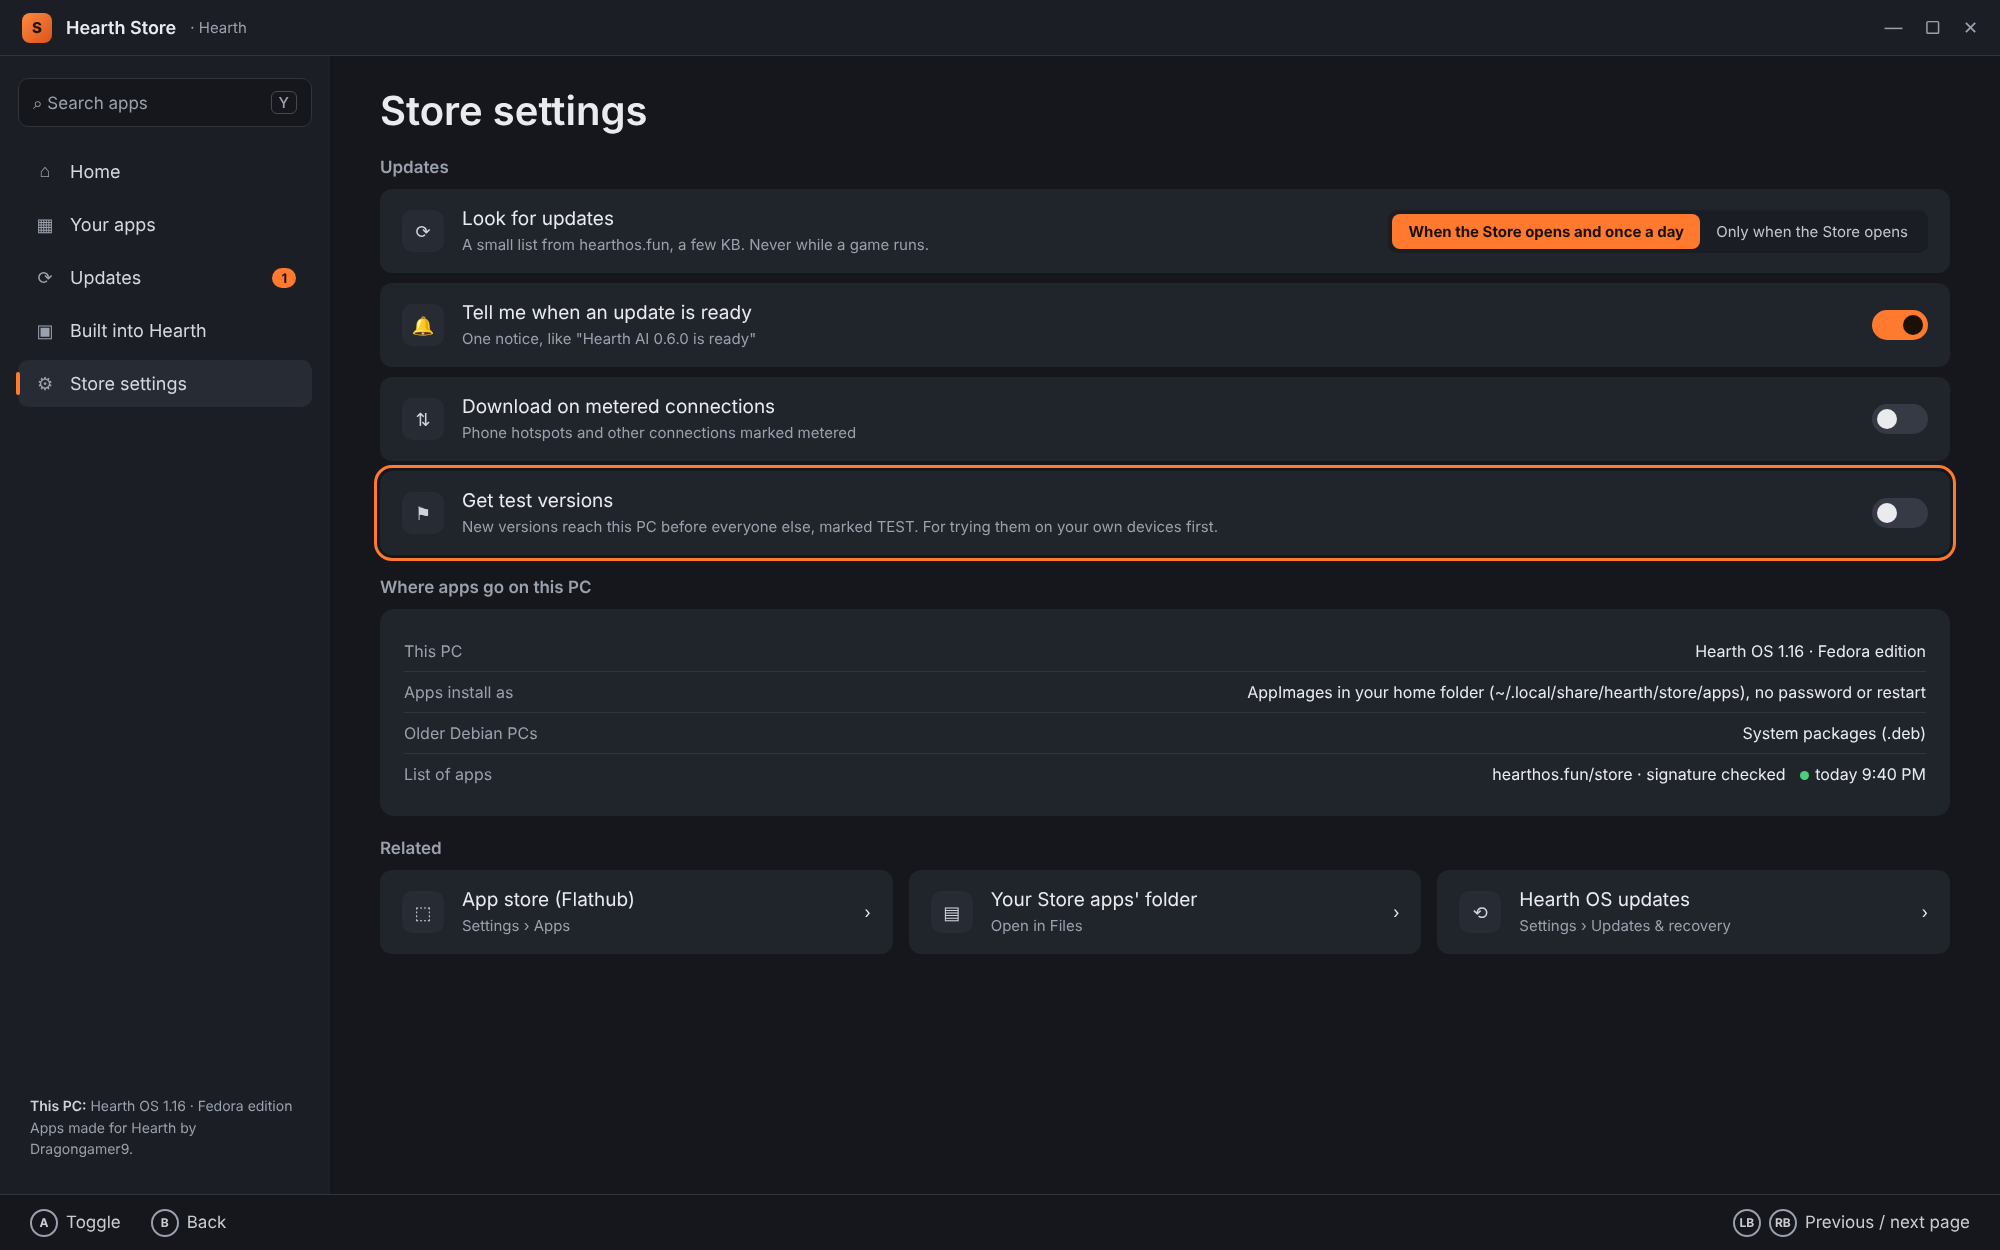 S Hearth Store · Hearth
Search apps Y
Home
Your apps
Updates 1
Built into Hearth
Store settings
This PC: Hearth OS 1.16 · Fedora edition
Apps made for Hearth by
Dragongamer9.
Store settings
Updates
Look for updates
A small list from hearthos.fun, a few KB. Never while a game runs.
When the Store opens and once a day Only when the Store opens
Tell me when an update is ready
One notice, like "Hearth AI 0.6.0 is ready"
Download on metered connections
Phone hotspots and other connections marked metered
Get test versions
New versions reach this PC before everyone else, marked TEST. For trying them on your own devices first.
Where apps go on this PC
This PC Hearth OS 1.16 · Fedora edition
Apps install as AppImages in your home folder (~/.local/share/hearth/store/apps), no password or restart
Older Debian PCs System packages (.deb)
List of apps hearthos.fun/store · signature checked ● today 9:40 PM
Related
App store (Flathub)
Settings › Apps
Your Store apps' folder
Open in Files
Hearth OS updates
Settings › Updates & recovery
A Toggle B Back LB RB Previous / next page